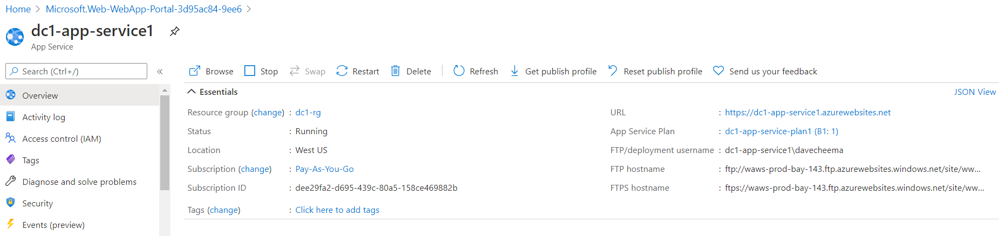 Home > Microsoft.Web-WebApp-Portal-3d95ac84-9ee6 >
dc1-app-service1
App Service
Search (Ctrl+/)
«
Browse Stop Swap Restart Delete Refresh Get publish profile Reset publish profile Send us your feedback
Overview
Activity log
Access control (IAM)
Tags
Diagnose and solve problems
Security
Events (preview)
Essentials
JSON View
Resource group (change) : dc1-rg
Status : Running
Location : West US
Subscription (change) : Pay-As-You-Go
Subscription ID : dee29fa2-d695-439c-80a5-158ce469882b
Tags (change) : Click here to add tags
URL : https://dc1-app-service1.azurewebsites.net
App Service Plan : dc1-app-service-plan1 (B1: 1)
FTP/deployment username : dc1-app-service1\davecheema
FTP hostname : ftp://waws-prod-bay-143.ftp.azurewebsites.windows.net/site/ww...
FTPS hostname : ftps://waws-prod-bay-143.ftp.azurewebsites.windows.net/site/ww...